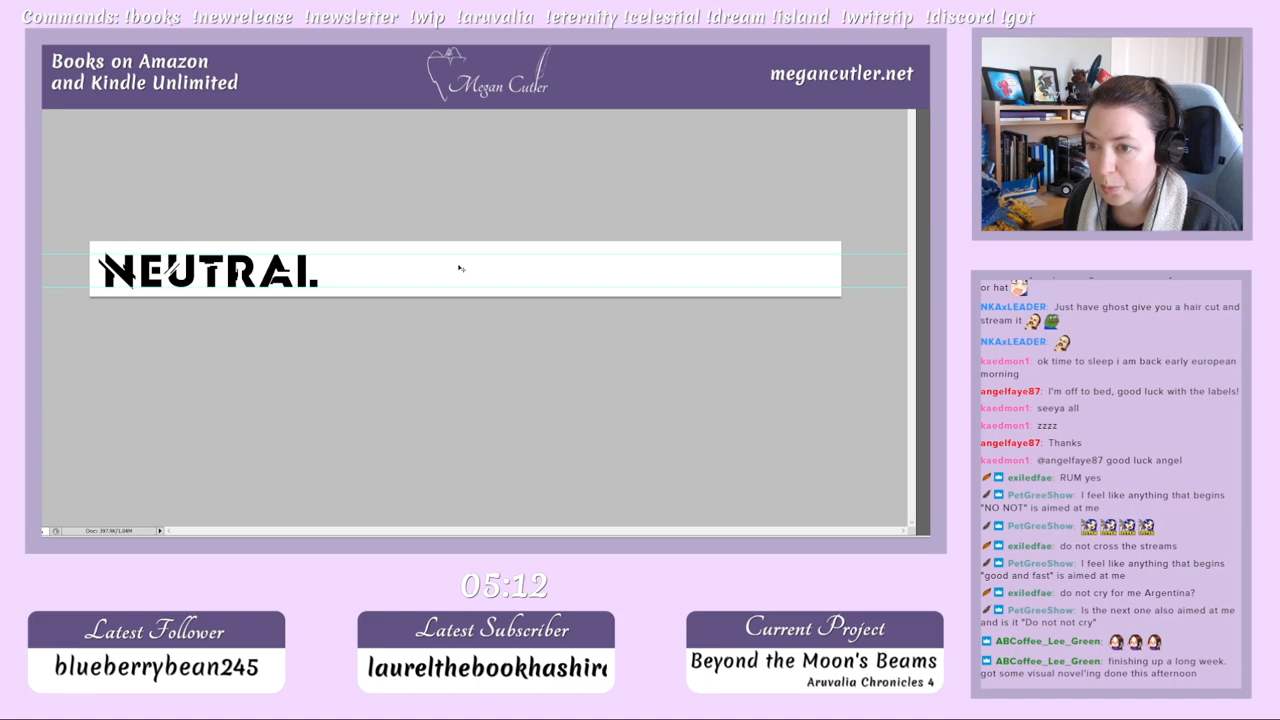 Commands: !books !newrelease !newsletter !wip !aruvalia !eternity !celestial !dream !island !writetip !discord !got
Books on Amazon
and Kindle Unlimited
Megan Cutler
megancutler.net
NEUTRAL
Doc: 397.9K/1.04M
05:12
Latest Follower
blueberrybean245
Latest Subscriber
laurelthebookhashira
Current Project
Beyond the Moon's Beams
Aruvalia Chronicles 4
or hat
NKAxLEADER: Just have ghost give you a hair cut and
stream it
NKAxLEADER:
kaedmon1: ok time to sleep i am back early european
morning
angelfaye87: I'm off to bed, good luck with the labels!
kaedmon1: seeya all
kaedmon1: zzzz
angelfaye87: Thanks
kaedmon1: @angelfaye87 good luck angel
exiledfae: RUM yes
PetGreeShow: I feel like anything that begins
"NO NOT" is aimed at me
PetGreeShow:
exiledfae: do not cross the streams
PetGreeShow: I feel like anything that begins
"good and fast" is aimed at me
exiledfae: do not cry for me Argentina?
PetGreeShow: Is the next one also aimed at me
and is it "Do not not cry"
ABCoffee_Lee_Green:
ABCoffee_Lee_Green: finishing up a long week.
got some visual novel'ing done this afternoon